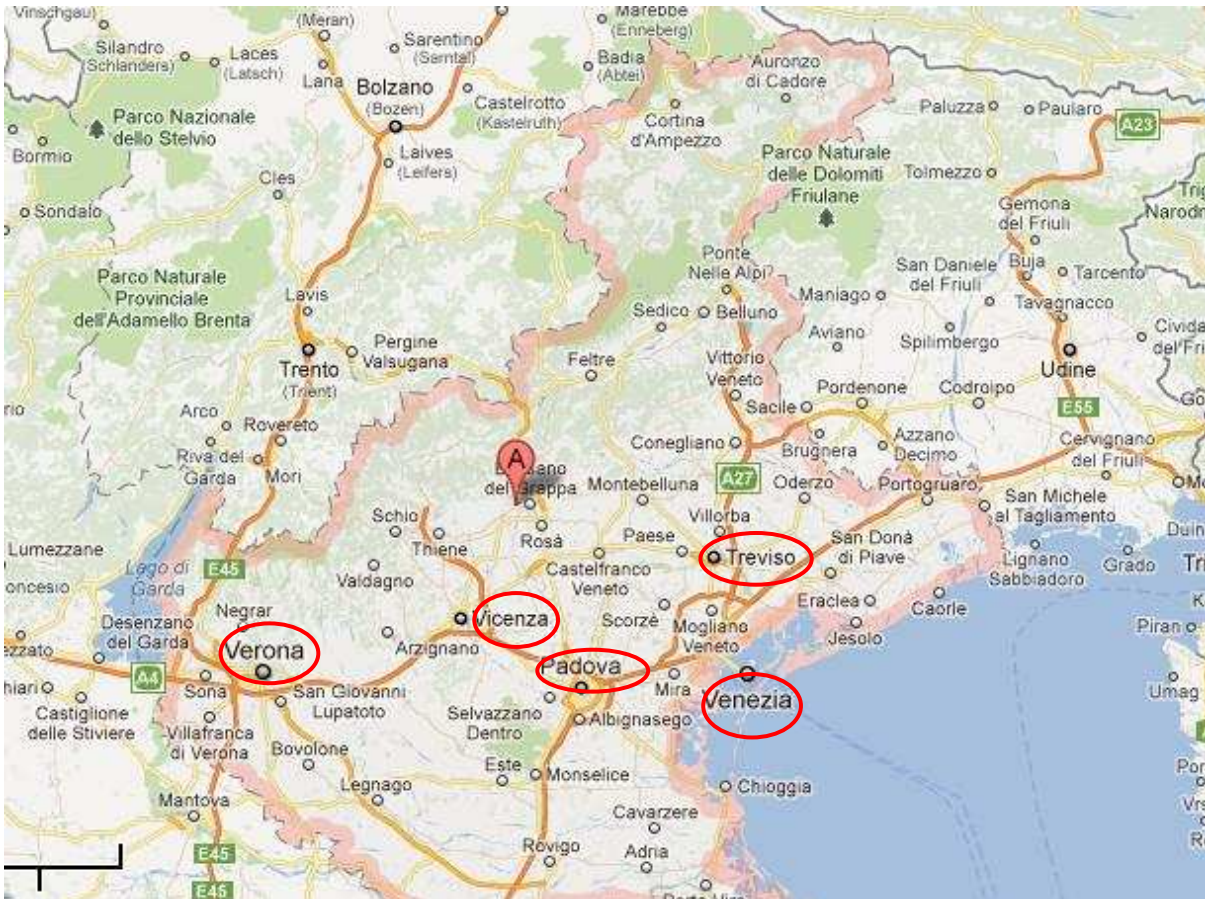 Vinschgau)
(Meran)
Marebbe
(Enneberg)
Silandro
(Schlanders)
Laces
(Latsch)
Lana
Sarentino
(Sarntal)
Badia
(Abtei)
Auronzo
di Cadore
Bolzano
(Bozen)
Castelrotto
(Kastelruth)
Cortina
d'Ampezzo
Paluzza
Paularo
A23
Parco Nazionale
dello Stelvio
Bormio
Laives
(Leifers)
Parco Naturale
delle Dolomiti
Friulane
Tolmezzo
Cles
Sondalo
Gemona
del Friuli
Narodn
Parco Naturale
Provinciale
dell'Adamello Brenta
Ponte
Nelle Alpi
San Daniele
del Friuli
Buja
Tarcento
Lavis
Maniago
Tavagnacco
Sedico
Belluno
Aviano
Spilimbergo
Trento
(Trient)
Pergine
Valsugana
Feltre
Vittorio
Veneto
Udine
Pordenone
Codroipo
Arco
Sacile
E55
Rovereto
Conegliano
Brugnera
Azzano
Decimo
Cervignano
del Friuli
Riva del
Garda
Mori
A
del Grappa
Montebelluna
A27
Oderzo
Portogruaro
San Michele
al Tagliamento
Schio
Villorba
Thiene
Rosà
Paese
San Donà
di Piave
Lumezzane
Treviso
Lago di
Garda
E45
Valdagno
Castelfranco
Veneto
Lignano
Sabbiadoro
Grado
Negrar
Eraclea
Caorle
Desenzano
del Garda
Vicenza
Scorzè
Mogliano
Veneto
Jesolo
Piran
Verona
Arzignano
Padova
A4
Sona
San Giovanni
Lupatoto
Mira
Venezia
Umag
Castiglione
delle Stiviere
Villafranca
di Verona
Selvazzano
Dentro
Albignasego
Bovolone
Este
Monselice
Legnago
Chioggia
Mantova
Cavarzere
E45
Rovigo
Adria
E45